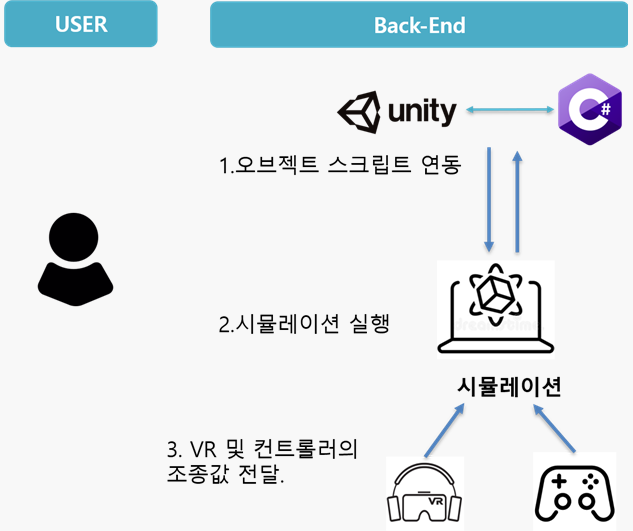 USER
Back-End
unity
C#
1.오브젝트 스크립트 연동
2.시뮬레이션 실행
시뮬레이션
3. VR 및 컨트롤러의
조종값 전달.
VR